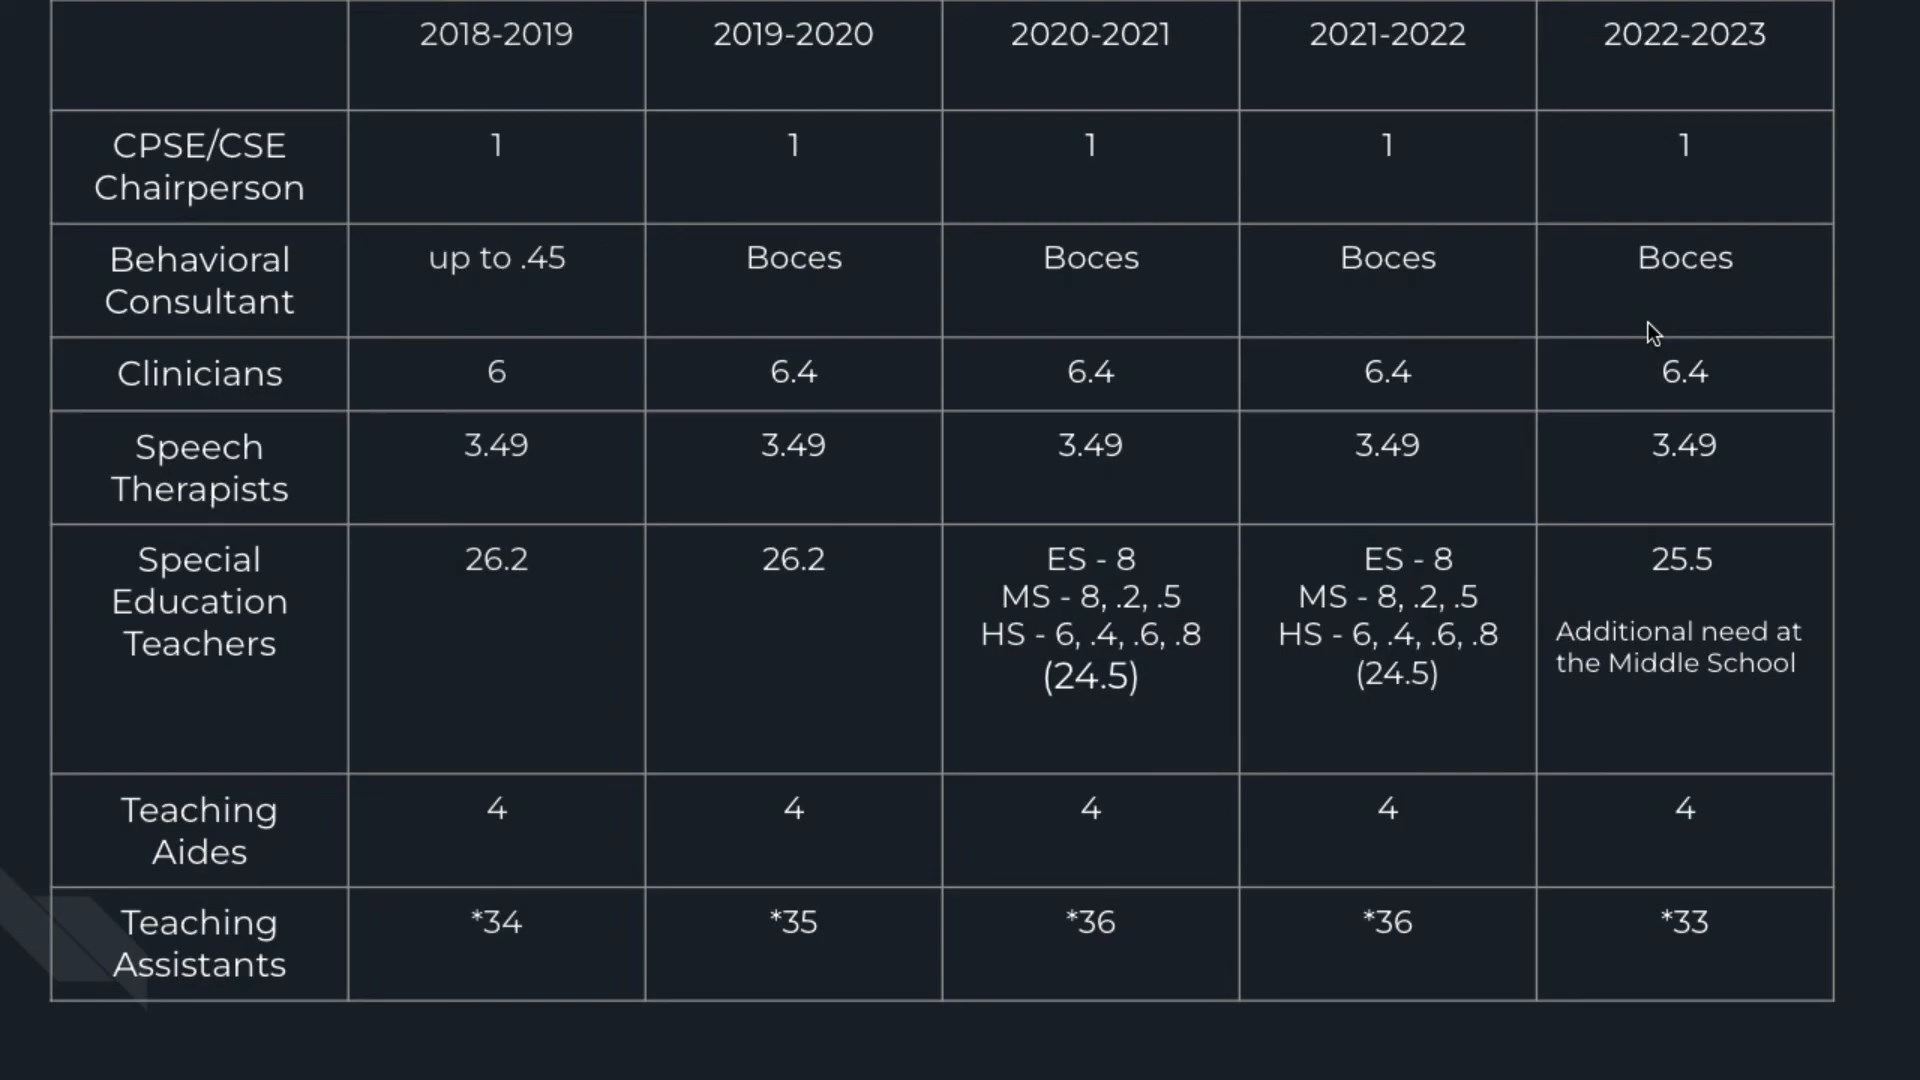 2018-2019 2019-2020 2020-2021 2021-2022 2022-2023
CPSE/CSE 1 1 1 1 1
Chairperson
Behavioral up to .45 Boces Boces Boces Boces
Consultant
Clinicians 6 6.4 6.4 6.4 6.4
Speech 3.49 3.49 3.49 3.49 3.49
Therapists
Special 26.2 26.2 ES - 8 ES - 8 25.5
Education MS - 8, .2, .5 MS - 8, .2, .5
Teachers HS - 6, .4, .6, .8 HS - 6, .4, .6, .8 Additional need at
(24.5) (24.5) the Middle School
Teaching 4 4 4 4 4
Aides
Teaching *34 *35 *36 *36 *33
Assistants